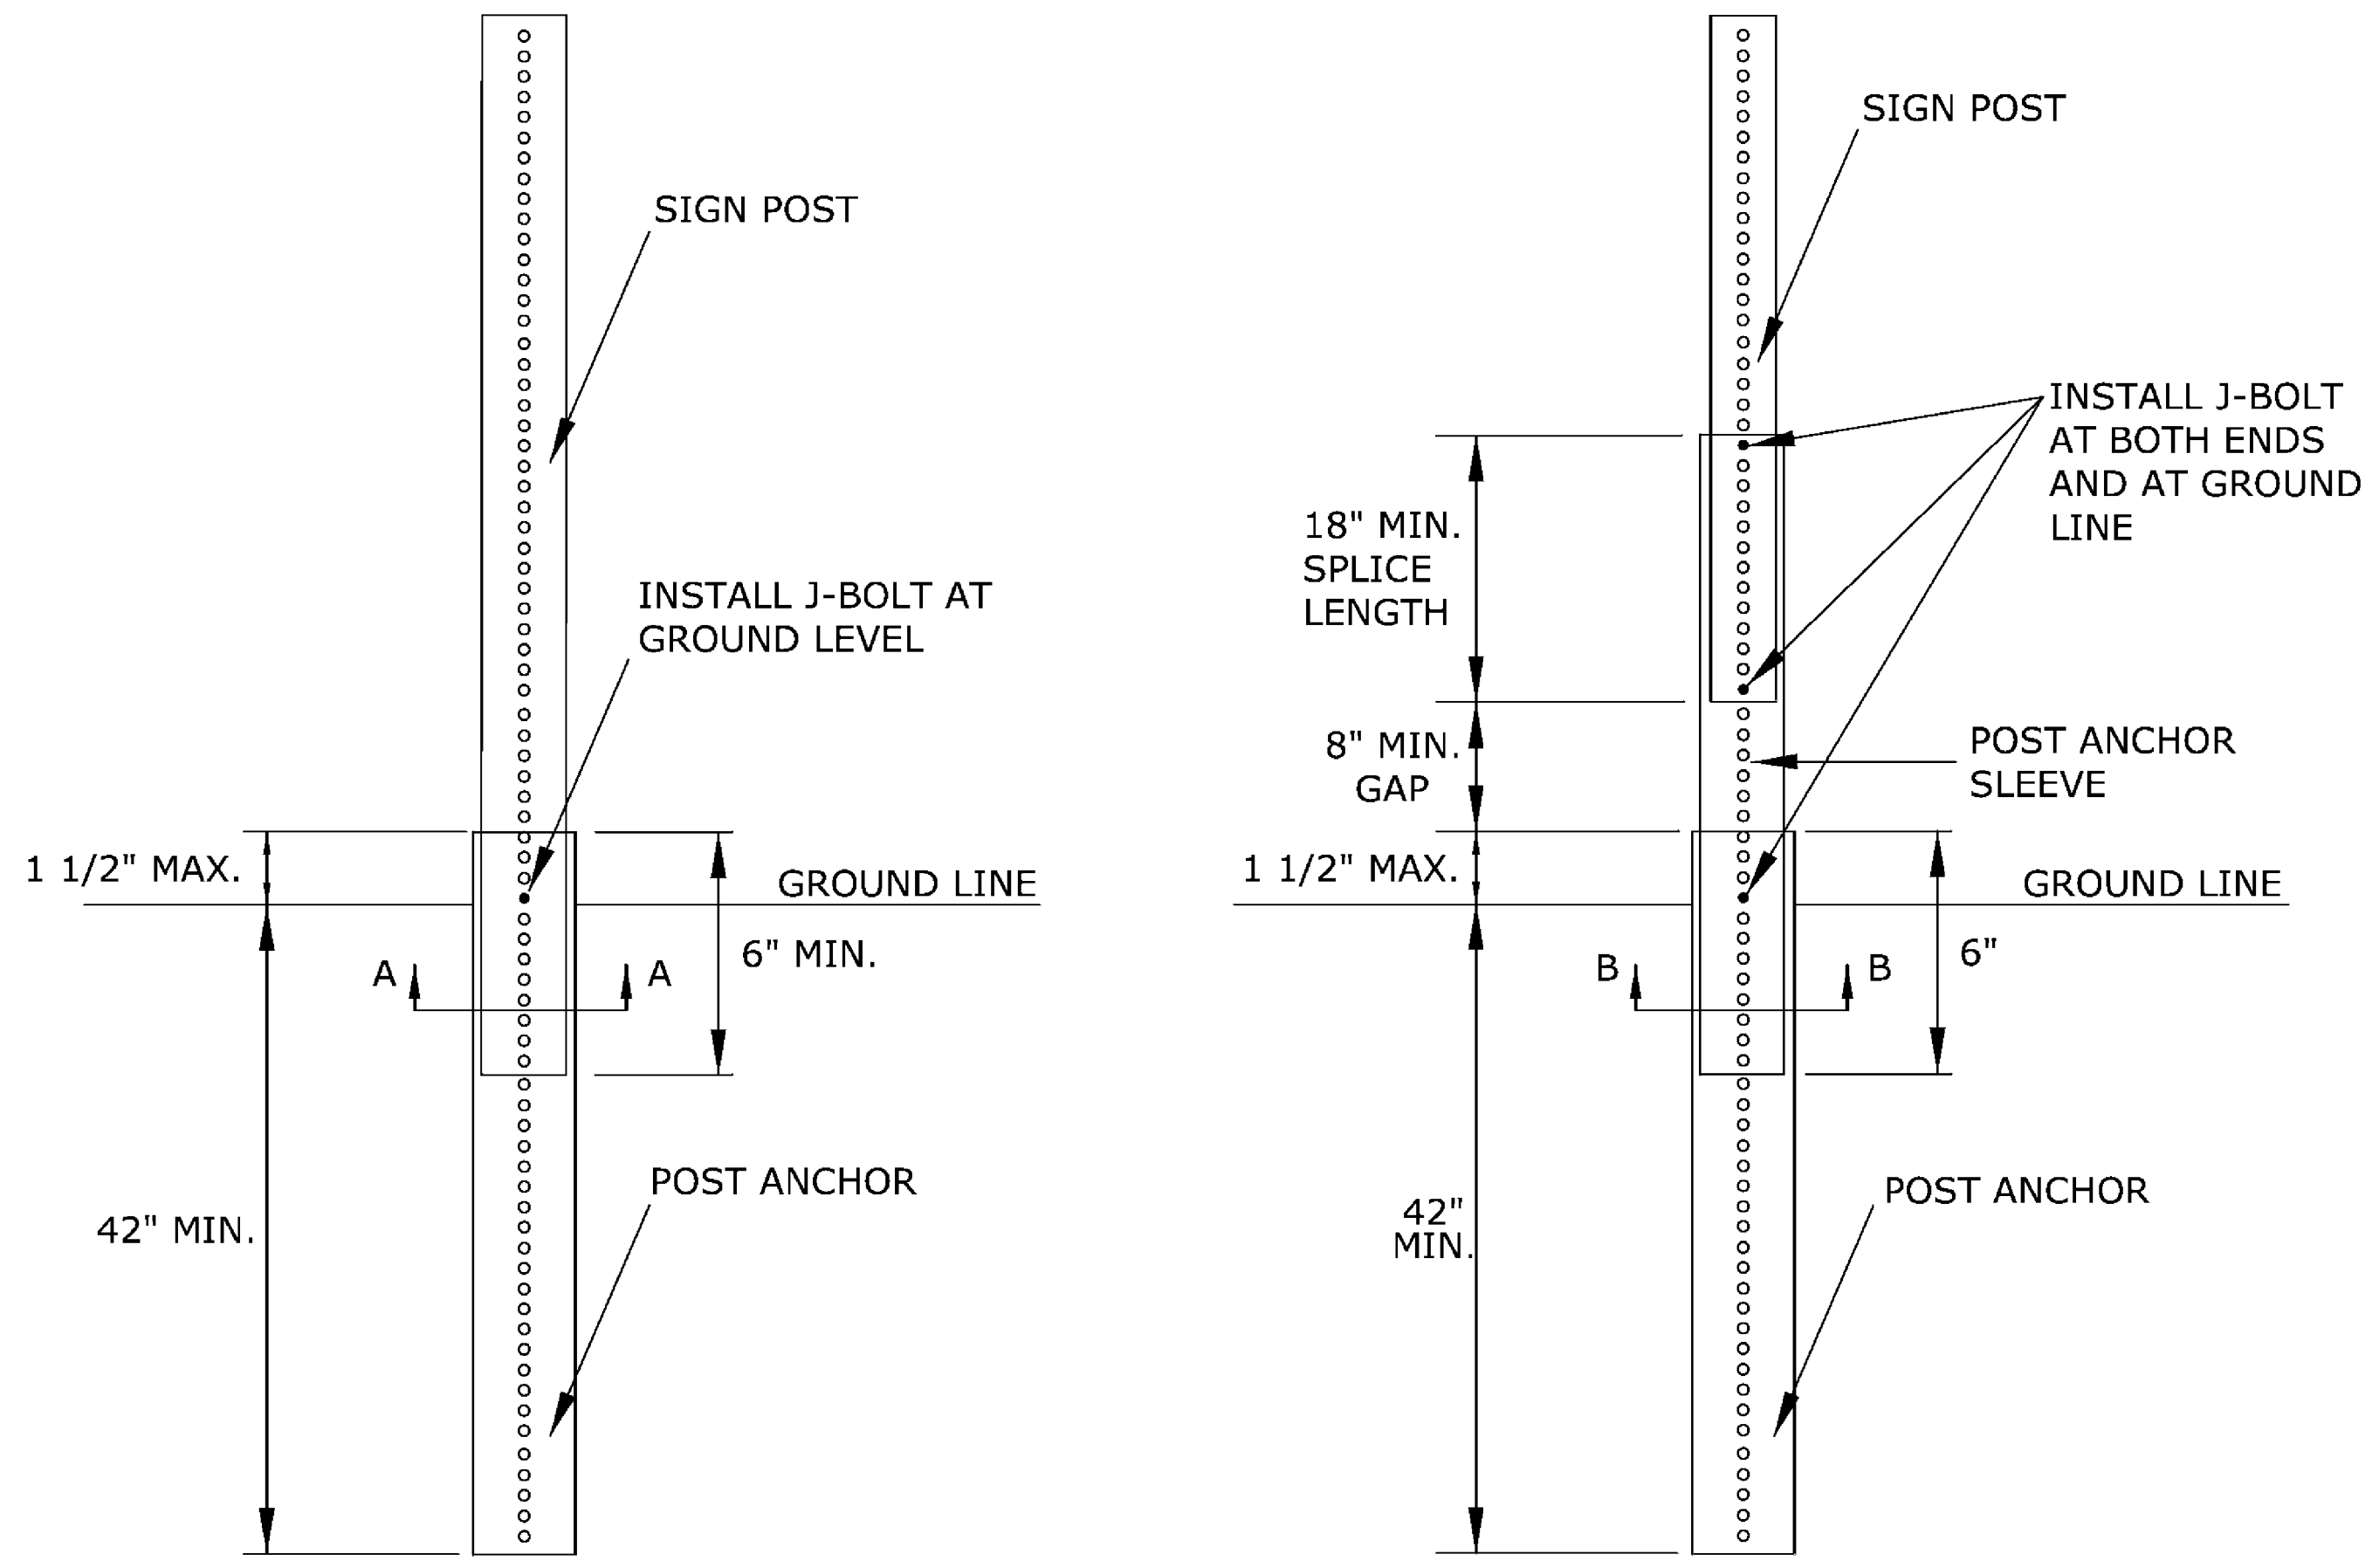 SIGN POST
INSTALL J-BOLT AT
GROUND LEVEL
1 1/2" MAX.
GROUND LINE
6" MIN.
A
A
POST ANCHOR
42" MIN.
SIGN POST
INSTALL J-BOLT
AT BOTH ENDS
AND AT GROUND
LINE
18" MIN.
SPLICE
LENGTH
8" MIN.
GAP
POST ANCHOR
SLEEVE
1 1/2" MAX.
GROUND LINE
6"
B
B
POST ANCHOR
42"
MIN.